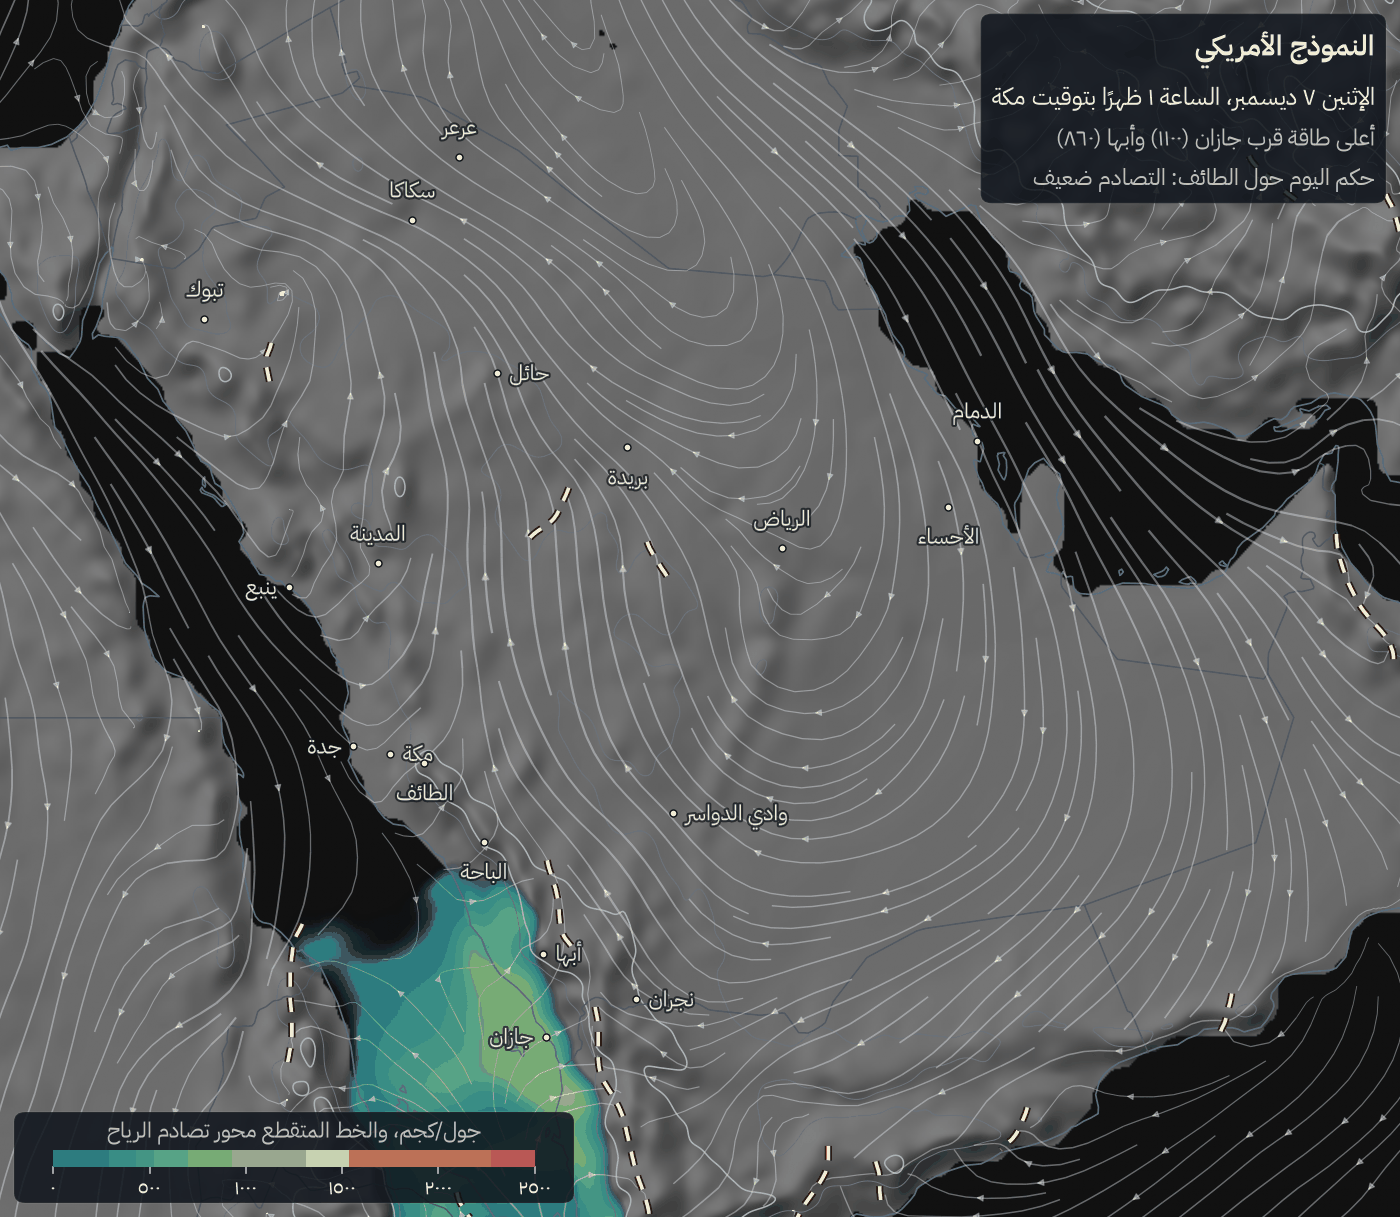 النموذج الأمريكي
الإثنين ٧ ديسمبر، الساعة ١ ظهرًا بتوقيت مكة
أعلى طاقة قرب جازان (١١٠٠) وأبها (٨٦٠)
حكم اليوم حول الطائف: التصادم ضعيف
عرعر
سكاكا
تبوك
حائل
الدمام
بريدة
الرياض
المدينة
الأحساء
ينبع
جدة
مكة
الطائف
وادي الدواسر
الباحة
أبها
نجران
جازان
جول/كجم، والخط المتقطع محور تصادم الرياح
٠ ٥٠٠ ١٠٠٠ ١٥٠٠ ٢٠٠٠ ٢٥٠٠